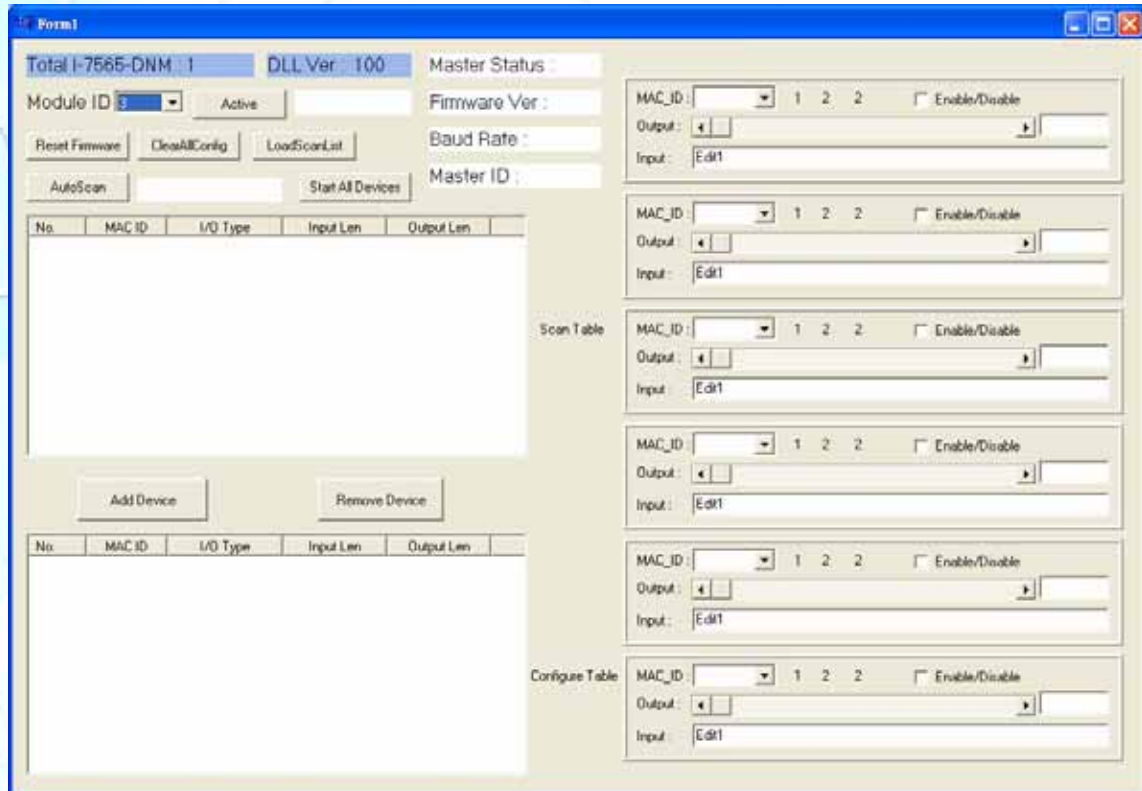 Form1
Total I-7565-DNM : 1 DLL Ver : 100 Master Status :
Module ID 3 Active Firmware Ver :
Reset Firmware ClearAllConfig LoadScanList Baud Rate :
AutoScan Start All Devices Master ID :
No. MAC ID I/O Type Input Len Output Len
Scan Table
Add Device Remove Device
No. MAC ID I/O Type Input Len Output Len
Configure Table
MAC_ID : 1 2 2 Enable/Disable
Output :
Input : Edit1
MAC_ID : 1 2 2 Enable/Disable
Output :
Input : Edit1
MAC_ID : 1 2 2 Enable/Disable
Output :
Input : Edit1
MAC_ID : 1 2 2 Enable/Disable
Output :
Input : Edit1
MAC_ID : 1 2 2 Enable/Disable
Output :
Input : Edit1
MAC_ID : 1 2 2 Enable/Disable
Output :
Input : Edit1